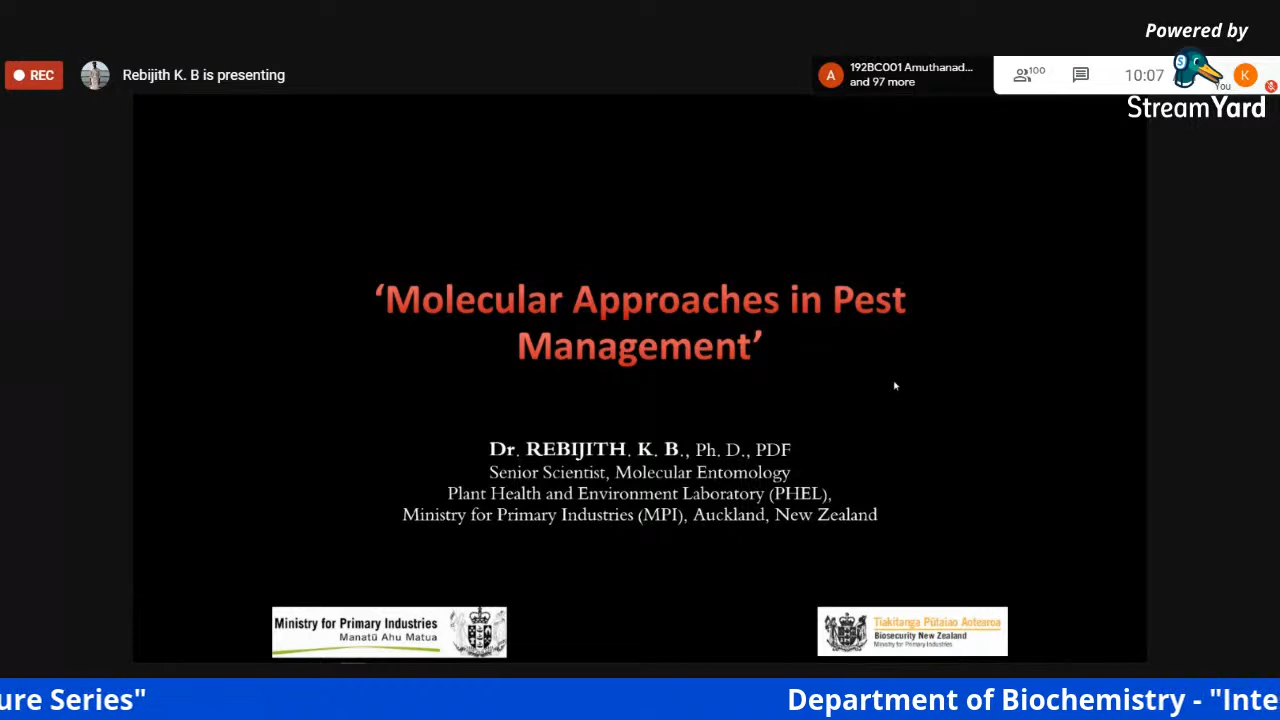 Powered by
StreamYard
REC
Rebijith K. B is presenting
A
192BC001 Amuthanad...
and 97 more
100
10:07
You
K
‘Molecular Approaches in Pest
Management’
Dr. REBIJITH. K. B., Ph. D., PDF
Senior Scientist, Molecular Entomology
Plant Health and Environment Laboratory (PHEL),
Ministry for Primary Industries (MPI), Auckland, New Zealand
Ministry for Primary Industries
Manatū Ahu Matua
Tiakitanga Pūtaiao Aotearoa
Biosecurity New Zealand
Ministry for Primary Industries
ure Series"
Department of Biochemistry - "Inte